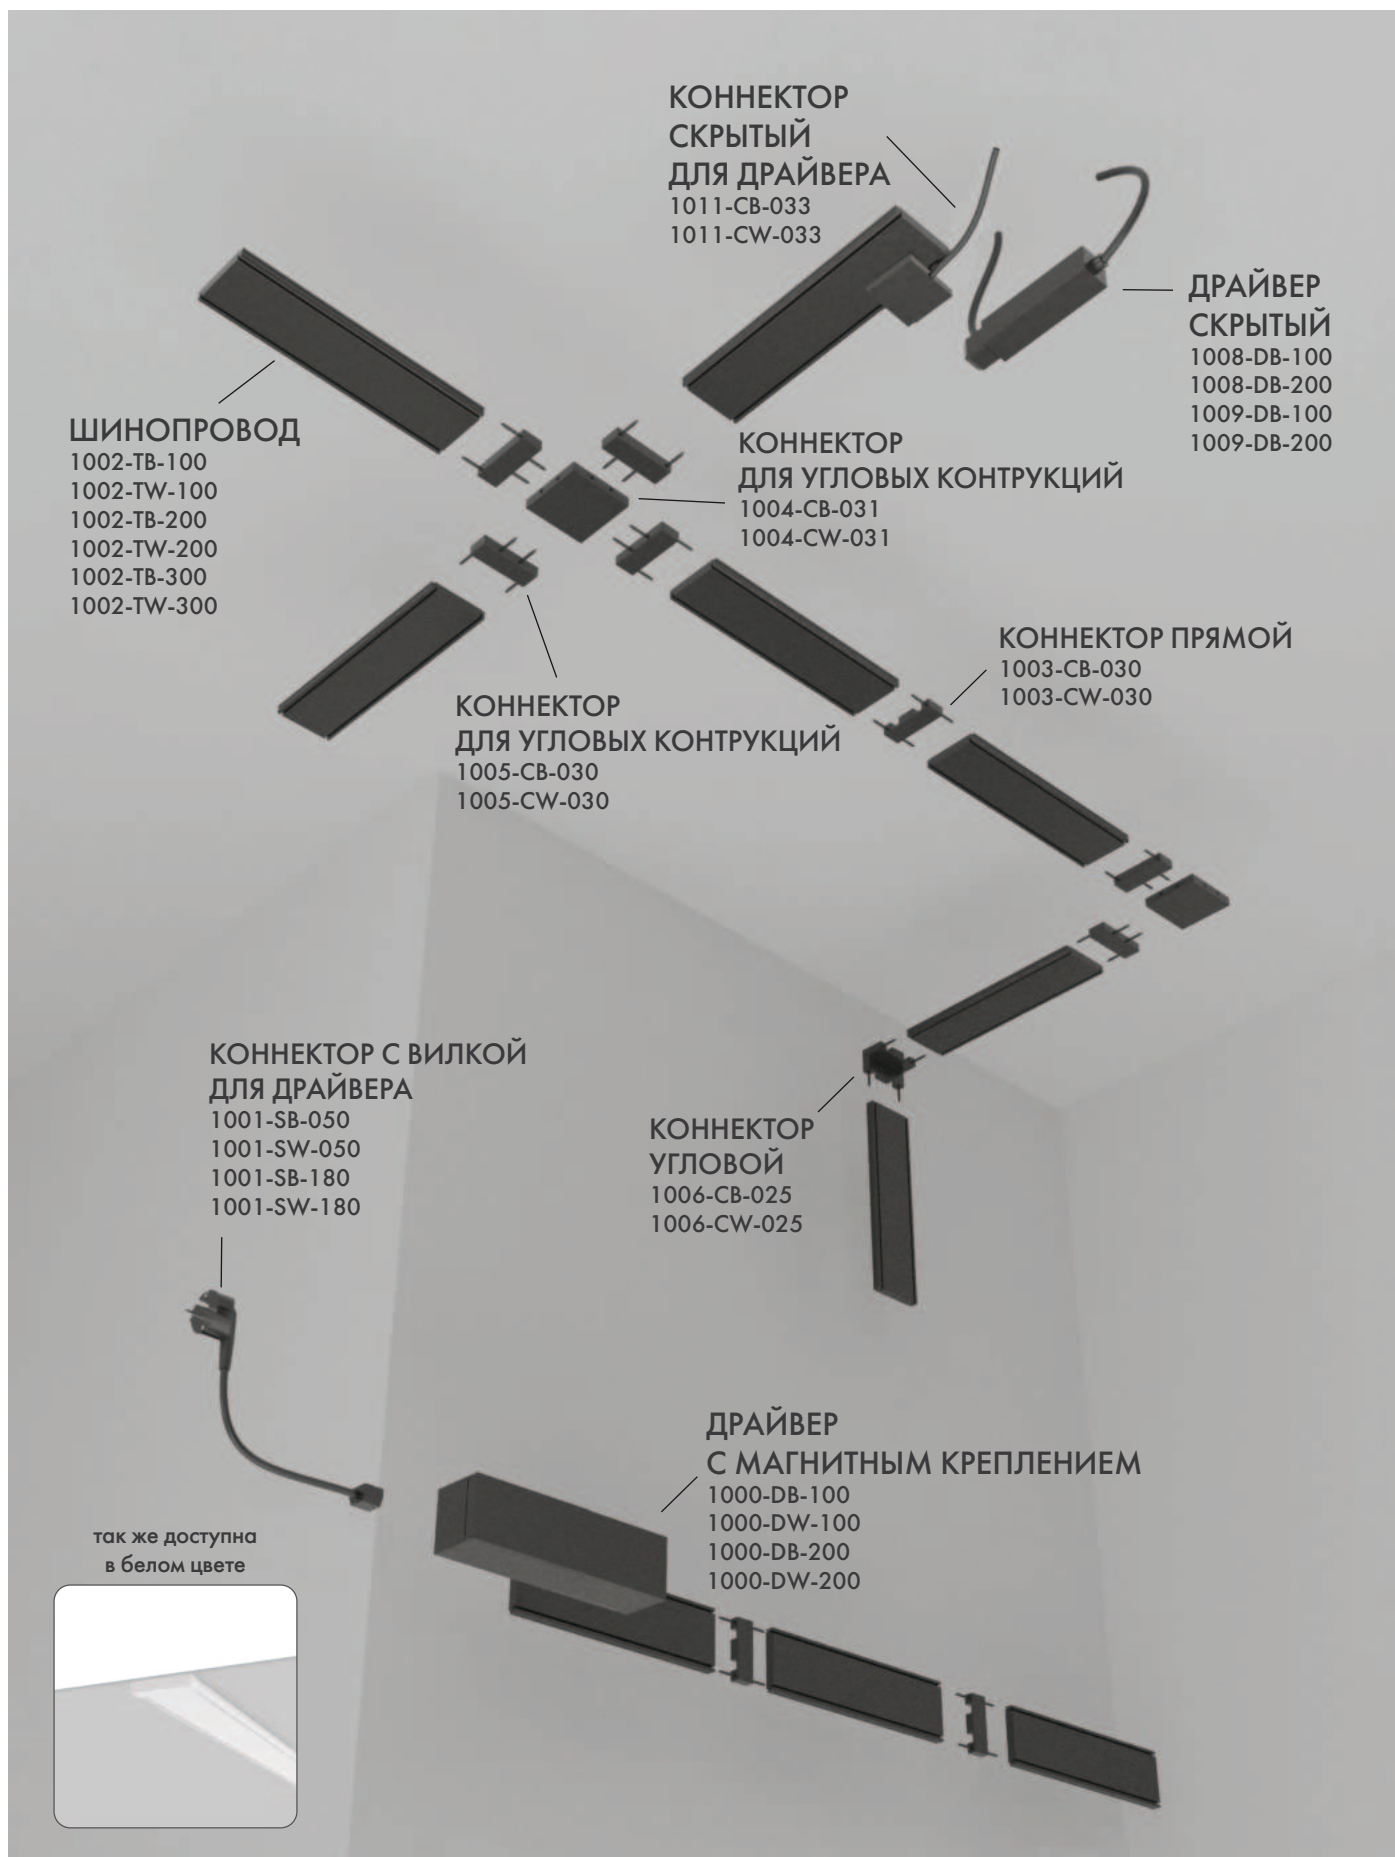 КОННЕКТОР
СКРЫТЫЙ
ДЛЯ ДРАЙВЕРА
1011-CB-033
1011-CW-033
ДРАЙВЕР
СКРЫТЫЙ
1008-DB-100
1008-DB-200
1009-DB-100
1009-DB-200
ШИНОПРОВОД
1002-TB-100
1002-TW-100
1002-TB-200
1002-TW-200
1002-TB-300
1002-TW-300
КОННЕКТОР
ДЛЯ УГЛОВЫХ КОНТРУКЦИЙ
1004-CB-031
1004-CW-031
КОННЕКТОР ПРЯМОЙ
1003-CB-030
1003-CW-030
КОННЕКТОР
ДЛЯ УГЛОВЫХ КОНТРУКЦИЙ
1005-CB-030
1005-CW-030
КОННЕКТОР С ВИЛКОЙ
ДЛЯ ДРАЙВЕРА
1001-SB-050
1001-SW-050
1001-SB-180
1001-SW-180
КОННЕКТОР
УГЛОВОЙ
1006-CB-025
1006-CW-025
ДРАЙВЕР
С МАГНИТНЫМ КРЕПЛЕНИЕМ
1000-DB-100
1000-DW-100
1000-DB-200
1000-DW-200
так же доступна
в белом цвете